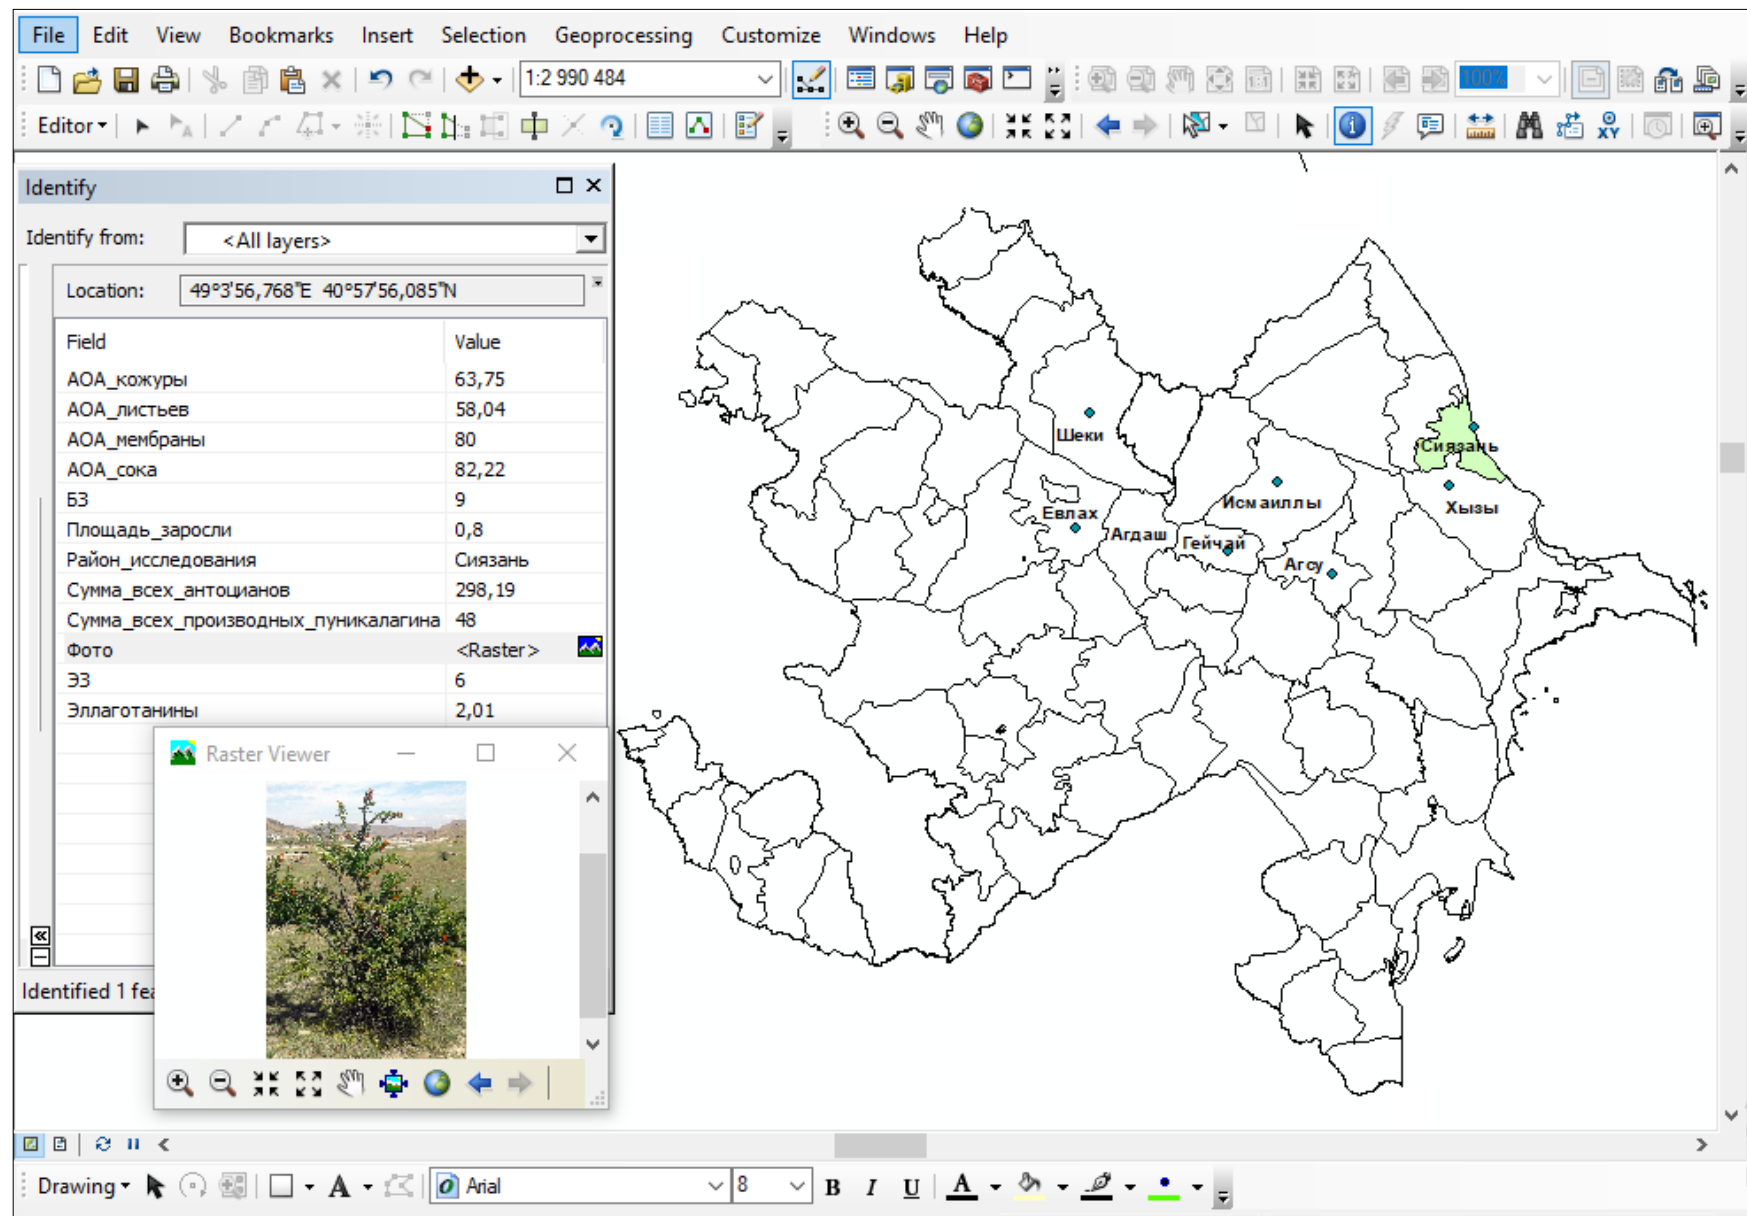 File Edit View Bookmarks Insert Selection Geoprocessing Customize Windows Help
1:2 990 484
100%
Editor
Identify
Identify from: <All layers>
Location: 49°3'56,768"E 40°57'56,085"N
Field Value
АОА_кожуры 63,75
АОА_листьев 58,04
АОА_мембраны 80
АОА_сока 82,22
БЗ 9
Площадь_заросли 0,8
Район_исследования Сиязань
Сумма_всех_антоцианов 298,19
Сумма_всех_производных_пуникалагина 48
Фото <Raster>
ЭЗ 6
Эллаготанины 2,01
Identified 1 fea
Raster Viewer
Шеки
Сиязань
Исмаиллы
Хызы
Евлах
Агдаш
Гейчай
Агсу
Drawing A Arial 8 B I U A